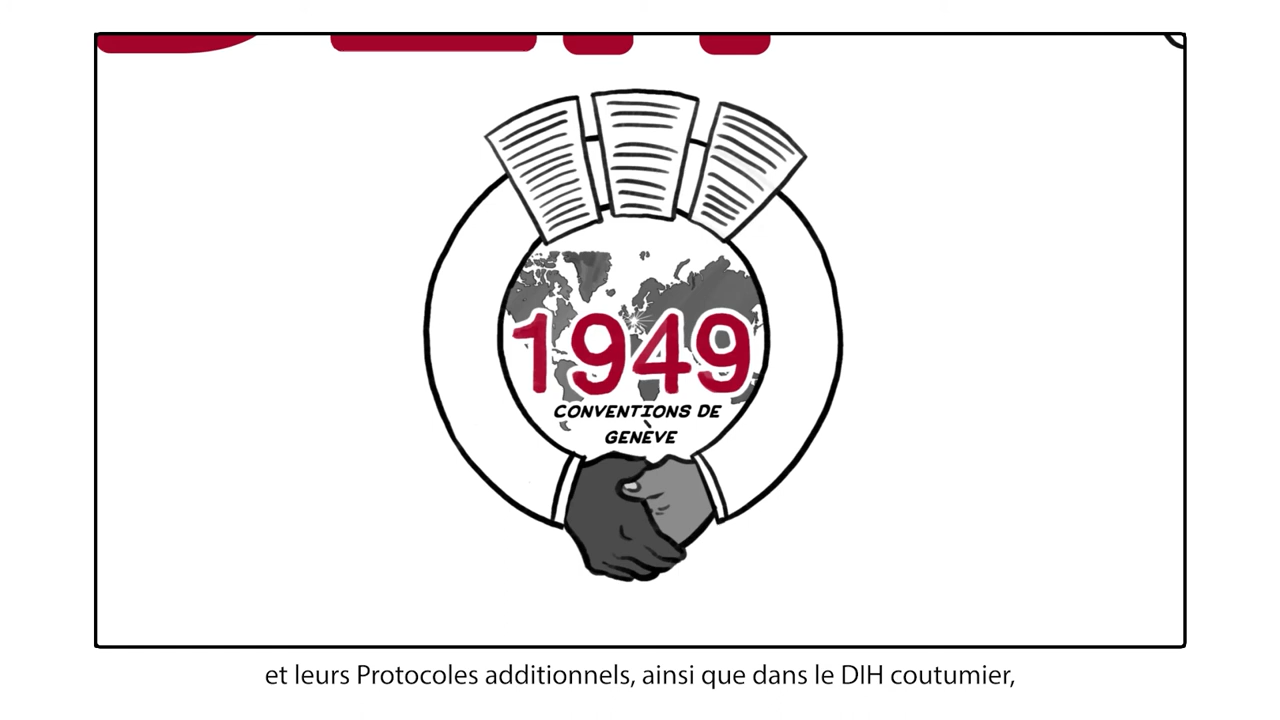 1949
CONVENTIONS DE
GENÈVE
et leurs Protocoles additionnels, ainsi que dans le DIH coutumier,